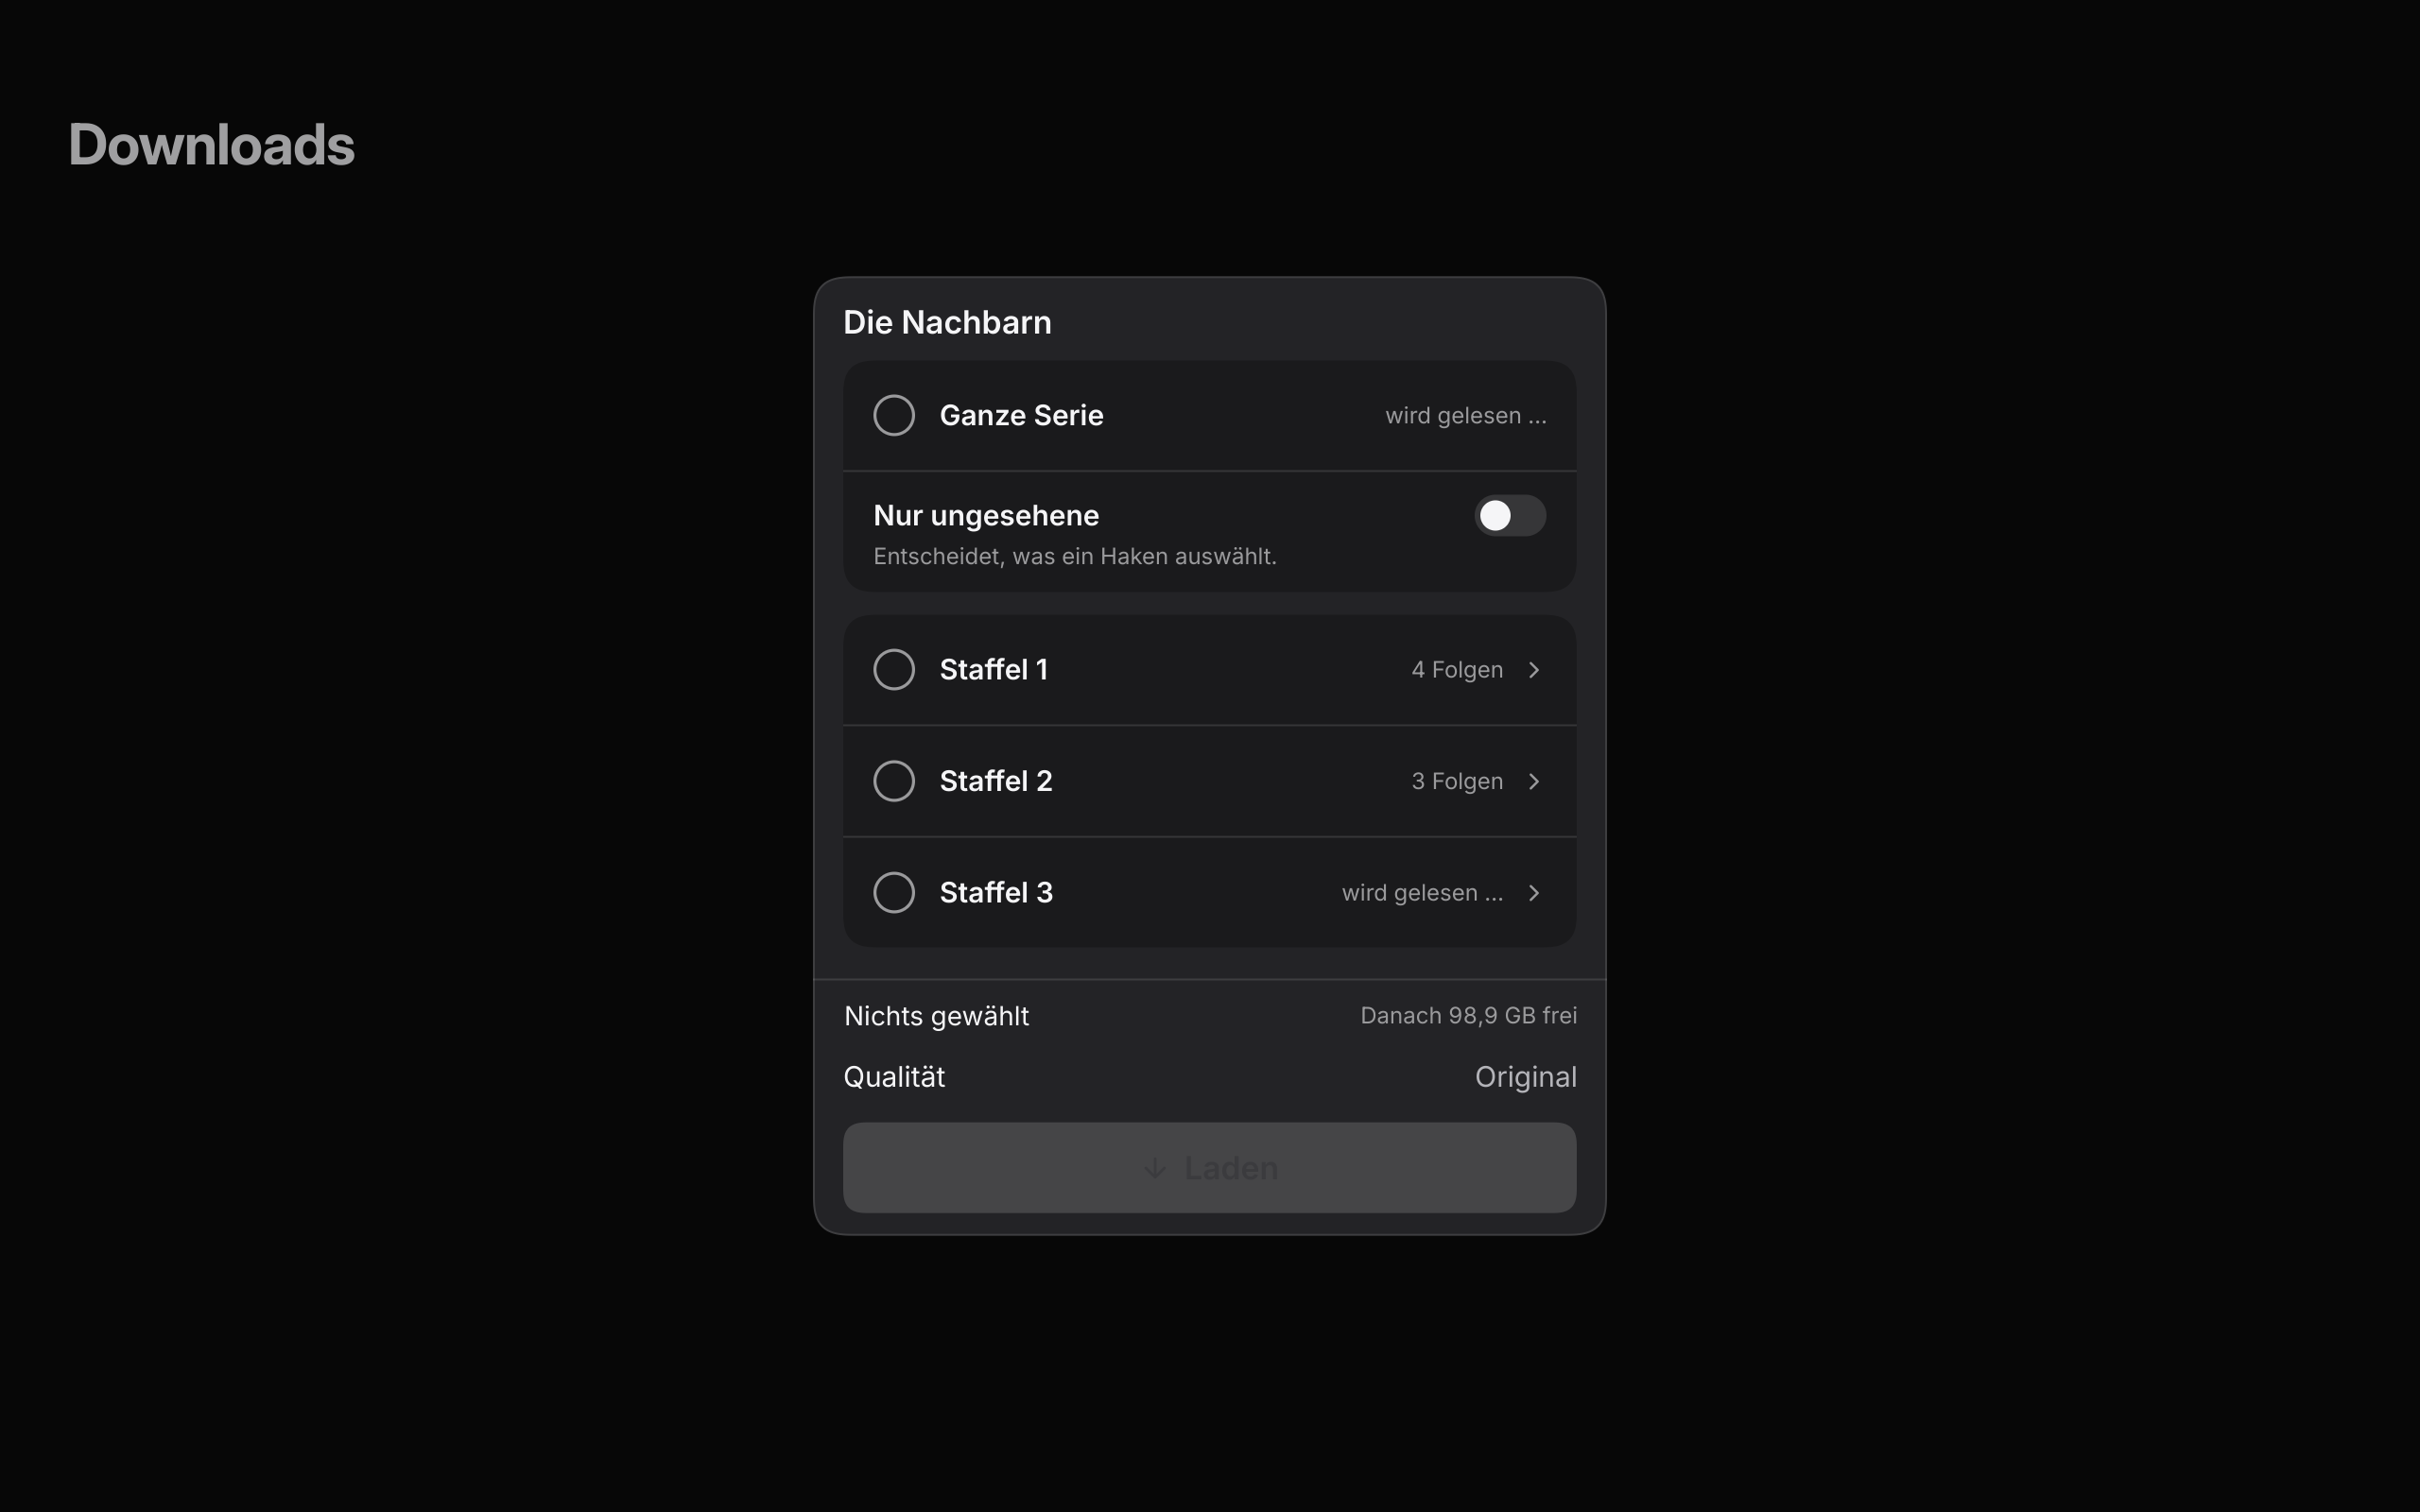 Downloads
Die Nachbarn
Ganze Serie wird gelesen ...
Nur ungesehene
Entscheidet, was ein Haken auswählt.
Staffel 1 4 Folgen
Staffel 2 3 Folgen
Staffel 3 wird gelesen ...
Nichts gewählt Danach 98,9 GB frei
Qualität Original
Laden